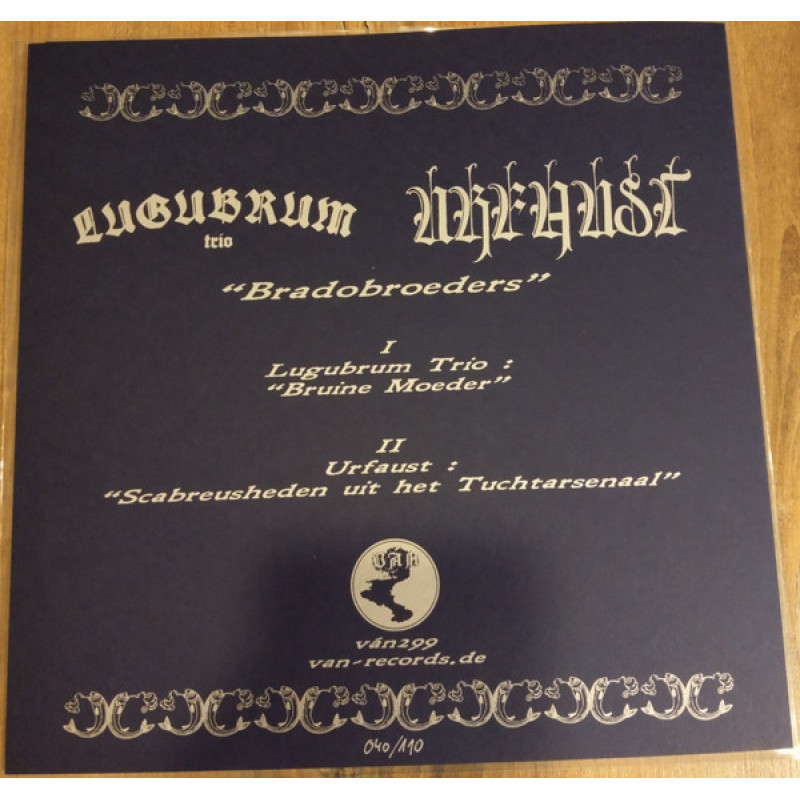 LUGUBRUM URFAUST
trio
“Bradobroeders”
I
Lugubrum Trio :
“Bruine Moeder”
II
Urfaust :
“Scabreusheden uit het Tuchtarsenaal”
VAN
ván299
van-records.de
040/110